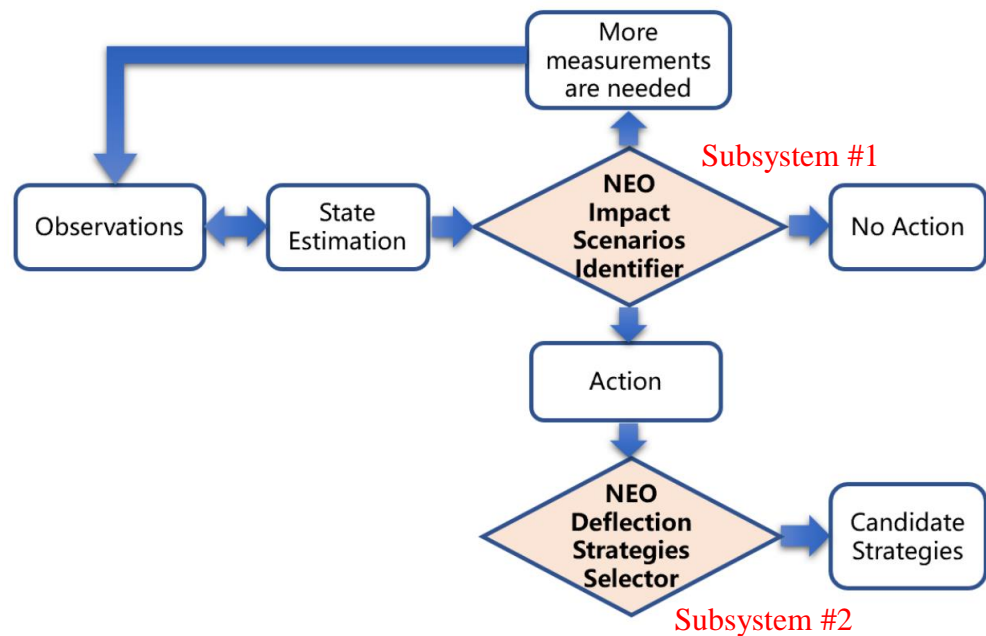 More
measurements
are needed
Subsystem #1
Observations
State
Estimation
NEO
Impact
Scenarios
Identifier
No Action
Action
NEO
Deflection
Strategies
Selector
Candidate
Strategies
Subsystem #2